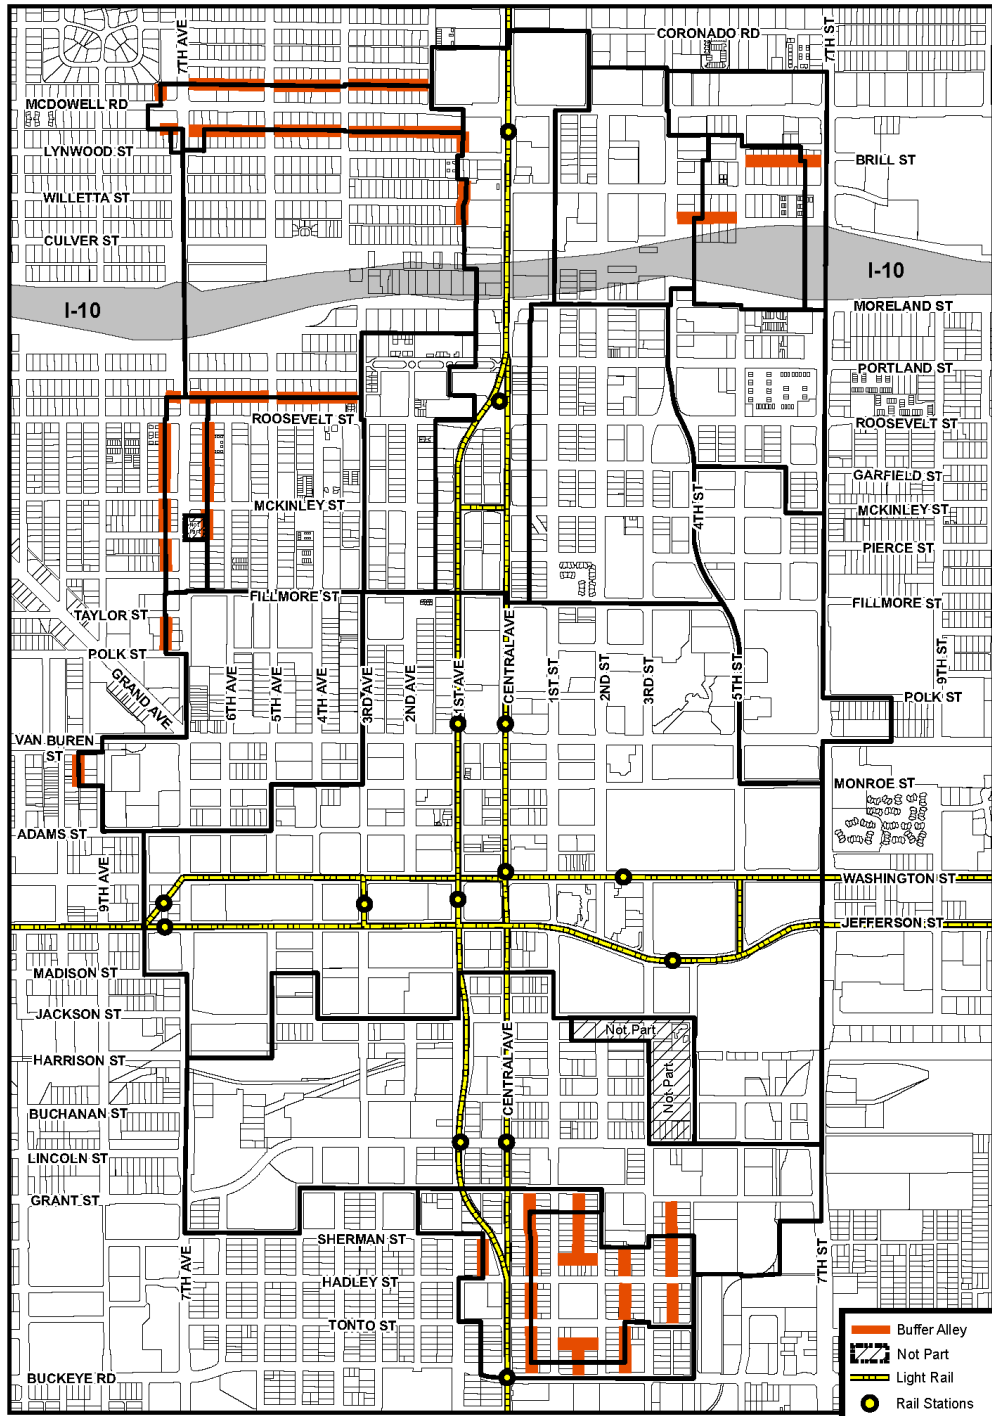 CORONADO RD
7TH AVE
7TH ST
MCDOWELL RD
LYNWOOD ST
BRILL ST
WILLETTA ST
CULVER ST
I-10
I-10
MORELAND ST
PORTLAND ST
ROOSEVELT ST
ROOSEVELT ST
GARFIELD ST
MCKINLEY ST
MCKINLEY ST
4TH ST
PIERCE ST
FILLMORE ST
FILLMORE ST
TAYLOR ST
POLK ST
GRAND AVE
6TH AVE
5TH AVE
4TH AVE
3RD AVE
2ND AVE
1ST AVE
CENTRAL AVE
1ST ST
2ND ST
3RD ST
5TH ST
9TH ST
POLK ST
VAN BUREN
ST
MONROE ST
ADAMS ST
9TH AVE
WASHINGTON ST
JEFFERSON ST
MADISON ST
JACKSON ST
Not Part
HARRISON ST
CENTRAL AVE
Not Part
BUCHANAN ST
LINCOLN ST
GRANT ST
SHERMAN ST
7TH AVE
HADLEY ST
7TH ST
TONTO ST
BUCKEYE RD
Buffer Alley
Not Part
Light Rail
Rail Stations